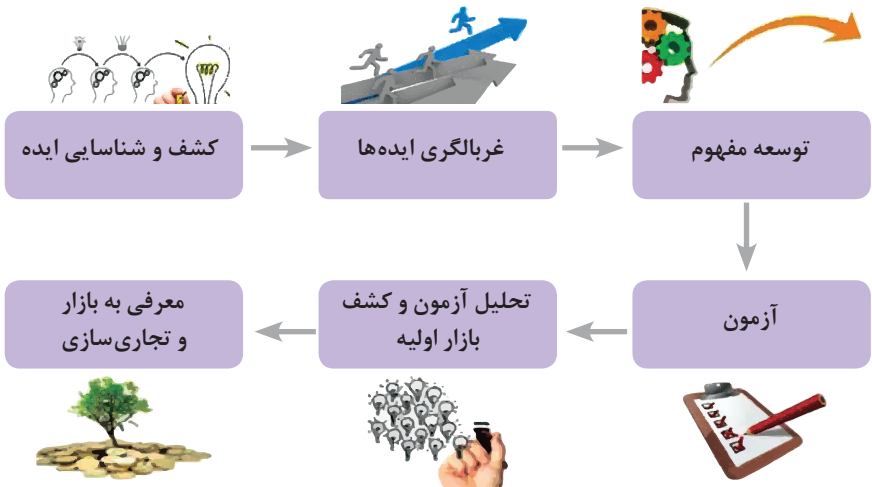 کشف و شناسایی ایده
غربالگری ایده‌ها
توسعه مفهوم
آزمون
تحلیل آزمون و کشف
بازار اولیه
معرفی به بازار
و تجاری‌سازی